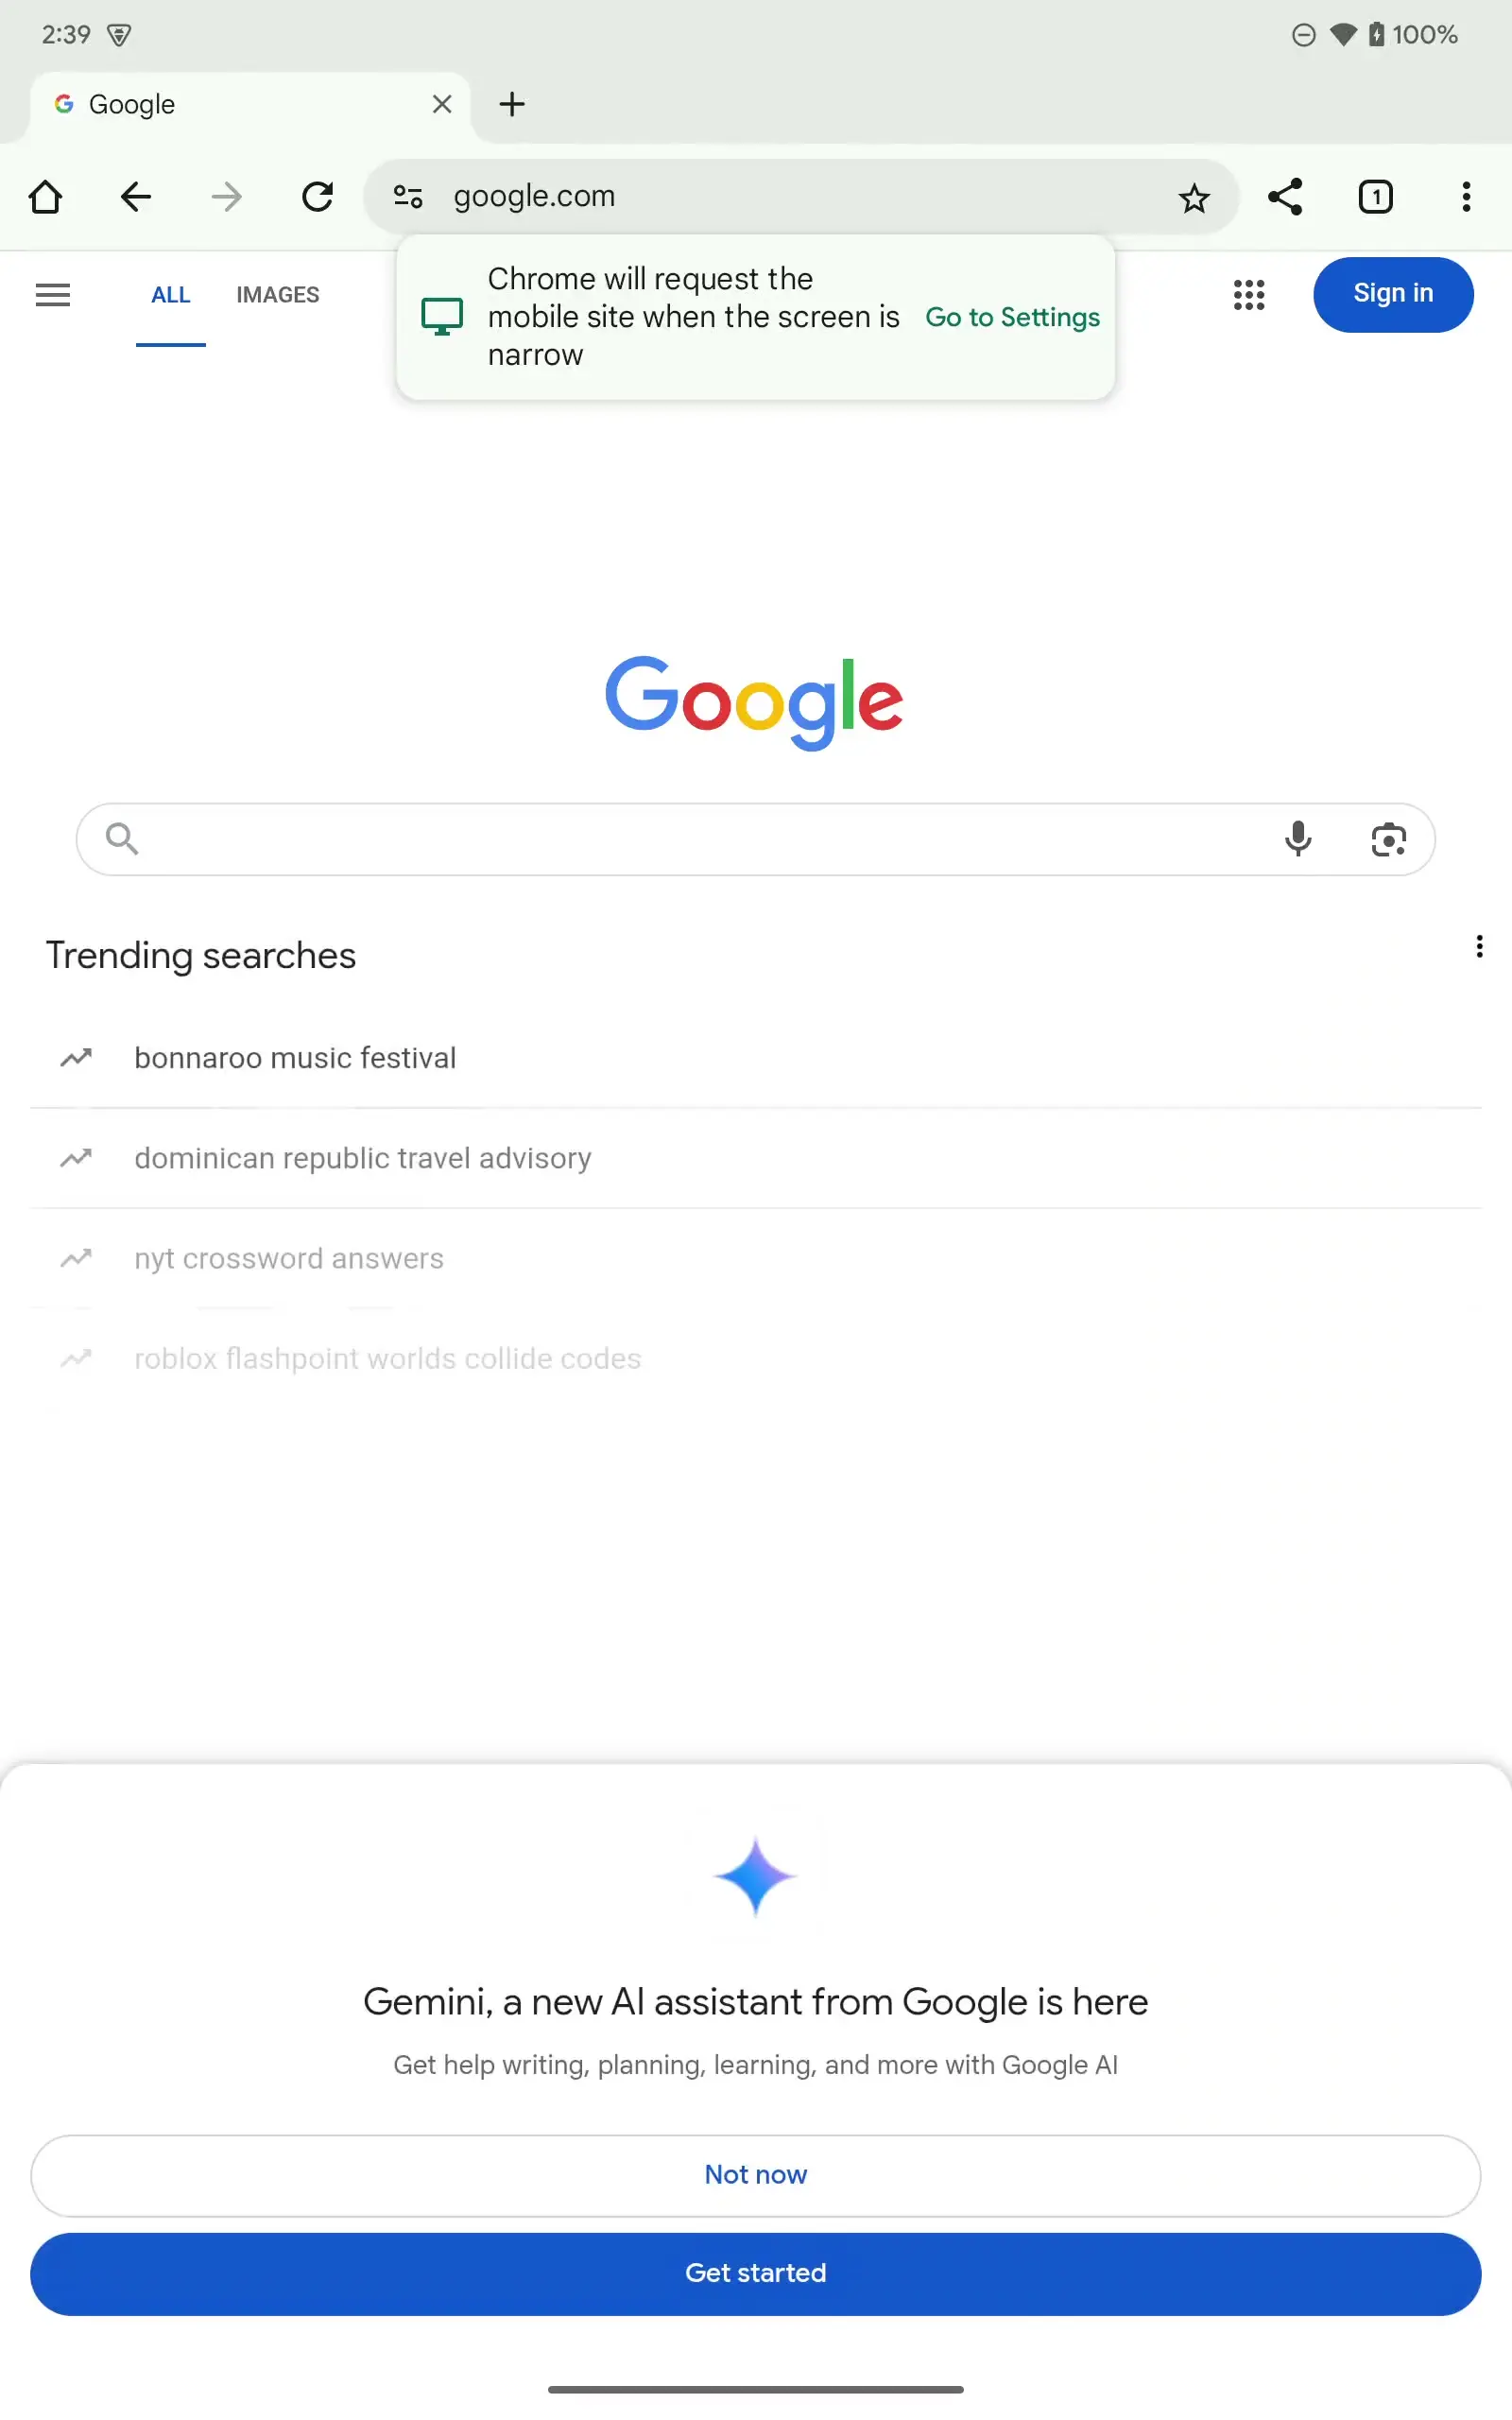 2:39
100%
Google
google.com
1
ALL IMAGES
Chrome will request the
mobile site when the screen is
narrow
Go to Settings
Sign in
Google
Trending searches
bonnaroo music festival
dominican republic travel advisory
nyt crossword answers
roblox flashpoint worlds collide codes
Gemini, a new AI assistant from Google is here
Get help writing, planning, learning, and more with Google AI
Not now
Get started